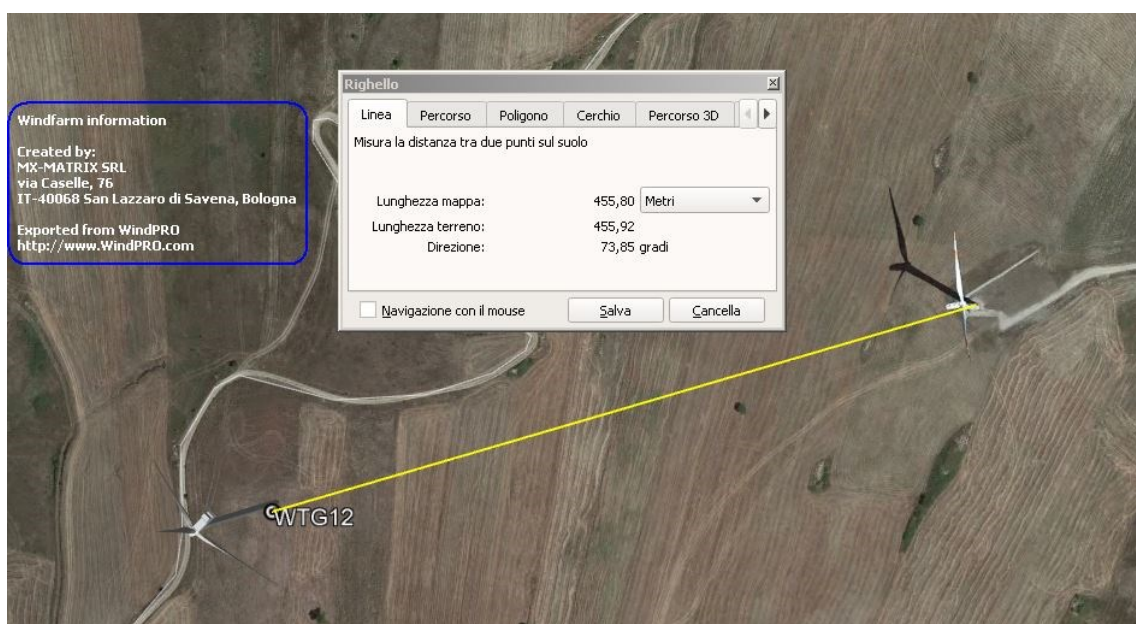 Windfarm information
Created by:
MX-MATRIX SRL
via Caselle, 76
IT-40068 San Lazzaro di Savena, Bologna
Exported from WindPRO
http://www.WindPRO.com
Righello
Linea Percorso Poligono Cerchio Percorso 3D
Misura la distanza tra due punti sul suolo
Lunghezza mappa: 455,80 Metri
Lunghezza terreno: 455,92
Direzione: 73,85 gradi
Navigazione con il mouse Salva Cancella
WTG12